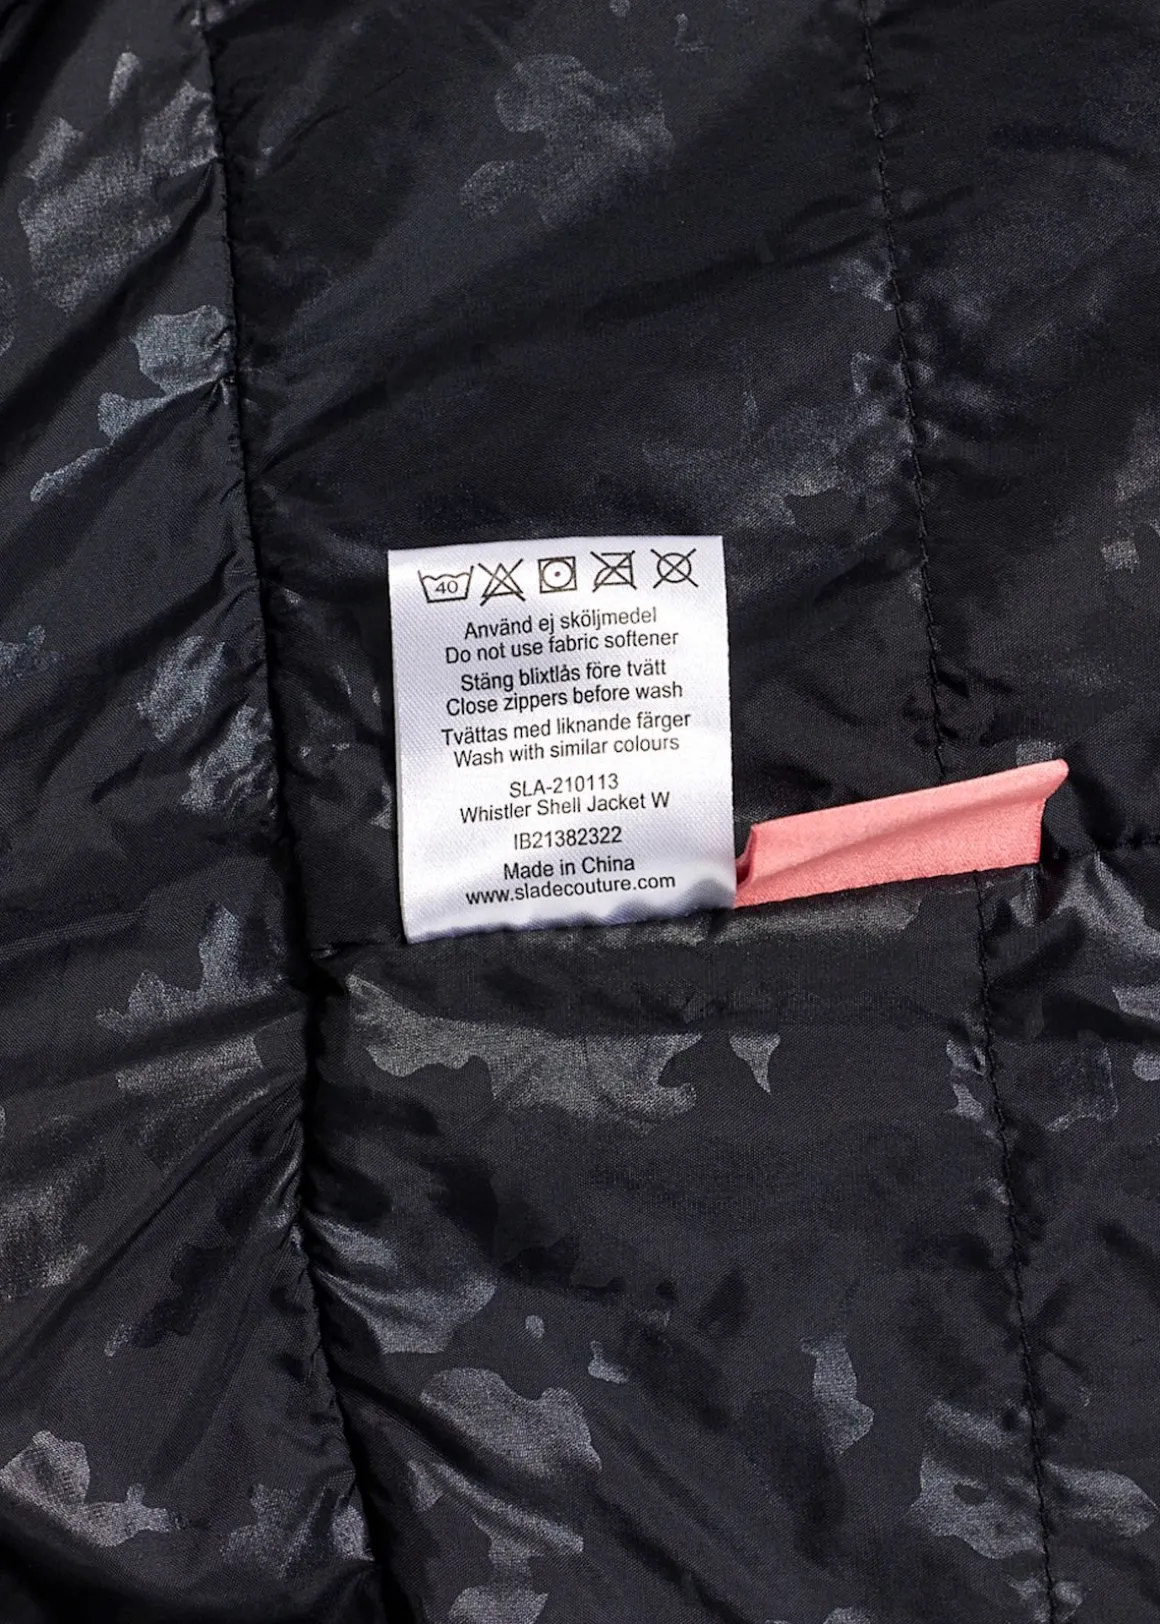 40
Använd ej sköljmedel
Do not use fabric softener
Stäng blixtlås före tvätt
Close zippers before wash
Tvättas med liknande färger
Wash with similar colours
SLA-210113
Whistler Shell Jacket W
IB21382322
Made in China
www.sladecouture.com